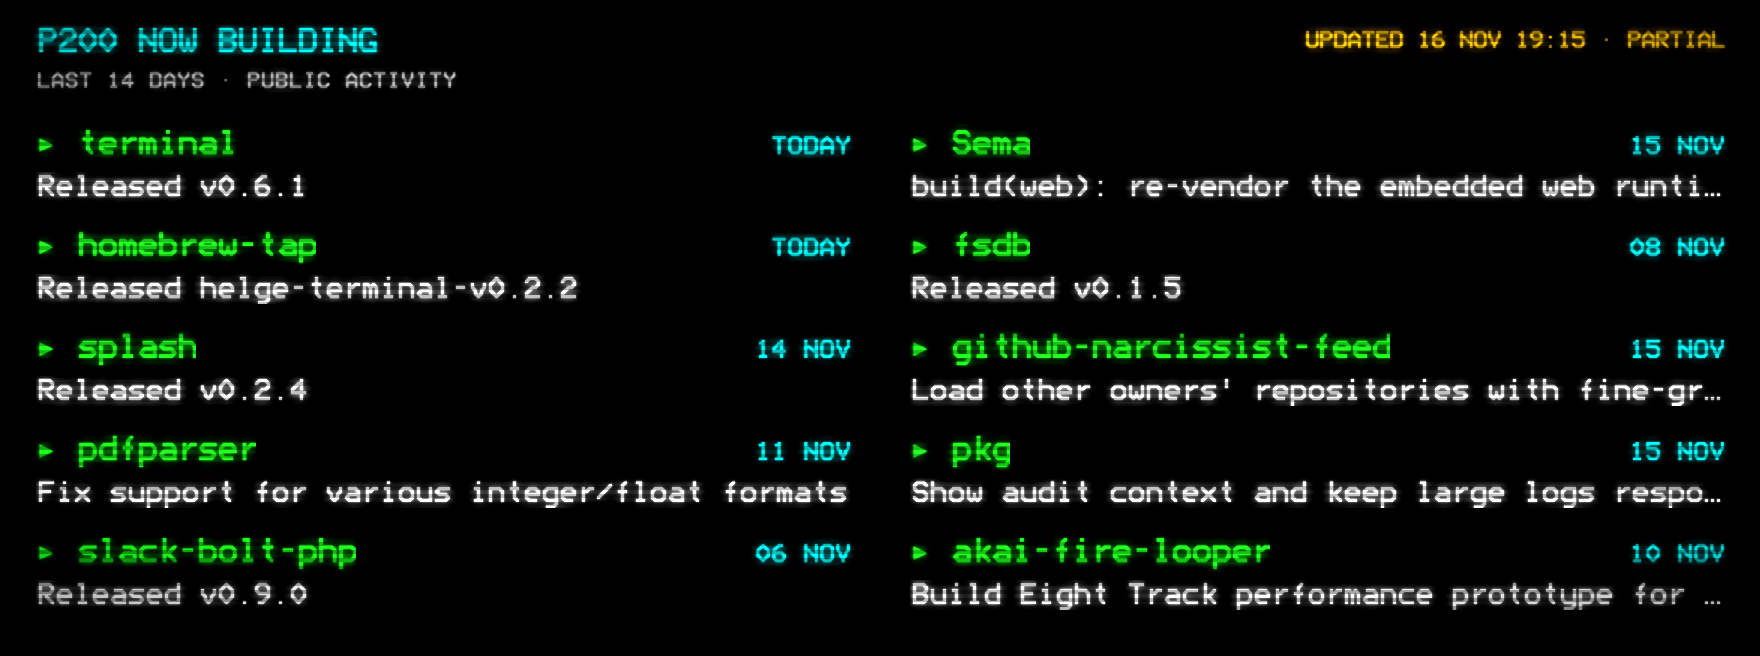 P200 NOW BUILDING
UPDATED 16 NOV 19:15 · PARTIAL
LAST 14 DAYS · PUBLIC ACTIVITY
▶ terminal TODAY
Released v0.6.1
▶ homebrew-tap TODAY
Released helge-terminal-v0.2.2
▶ splash 14 NOV
Released v0.2.4
▶ pdfparser 11 NOV
Fix support for various integer/float formats
▶ slack-bolt-php 06 NOV
Released v0.9.0
▶ Sema 15 NOV
build(web): re-vendor the embedded web runti…
▶ fsdb 08 NOV
Released v0.1.5
▶ github-narcissist-feed 15 NOV
Load other owners' repositories with fine-gr…
▶ pkg 15 NOV
Show audit context and keep large logs respo…
▶ akai-fire-looper 10 NOV
Build Eight Track performance prototype for …